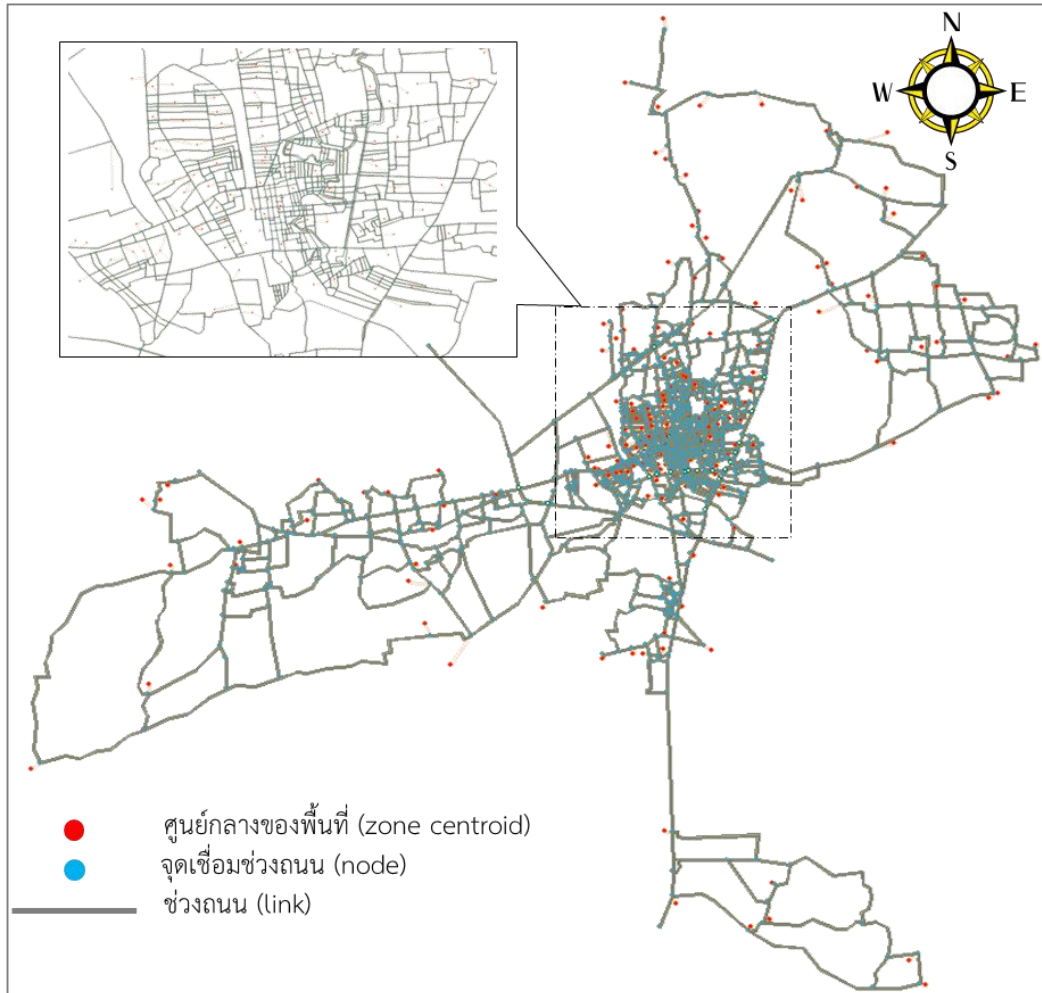 N
W
E
S
ศูนย์กลางของพื้นที่ (zone centroid)
จุดเชื่อมช่วงถนน (node)
ช่วงถนน (link)